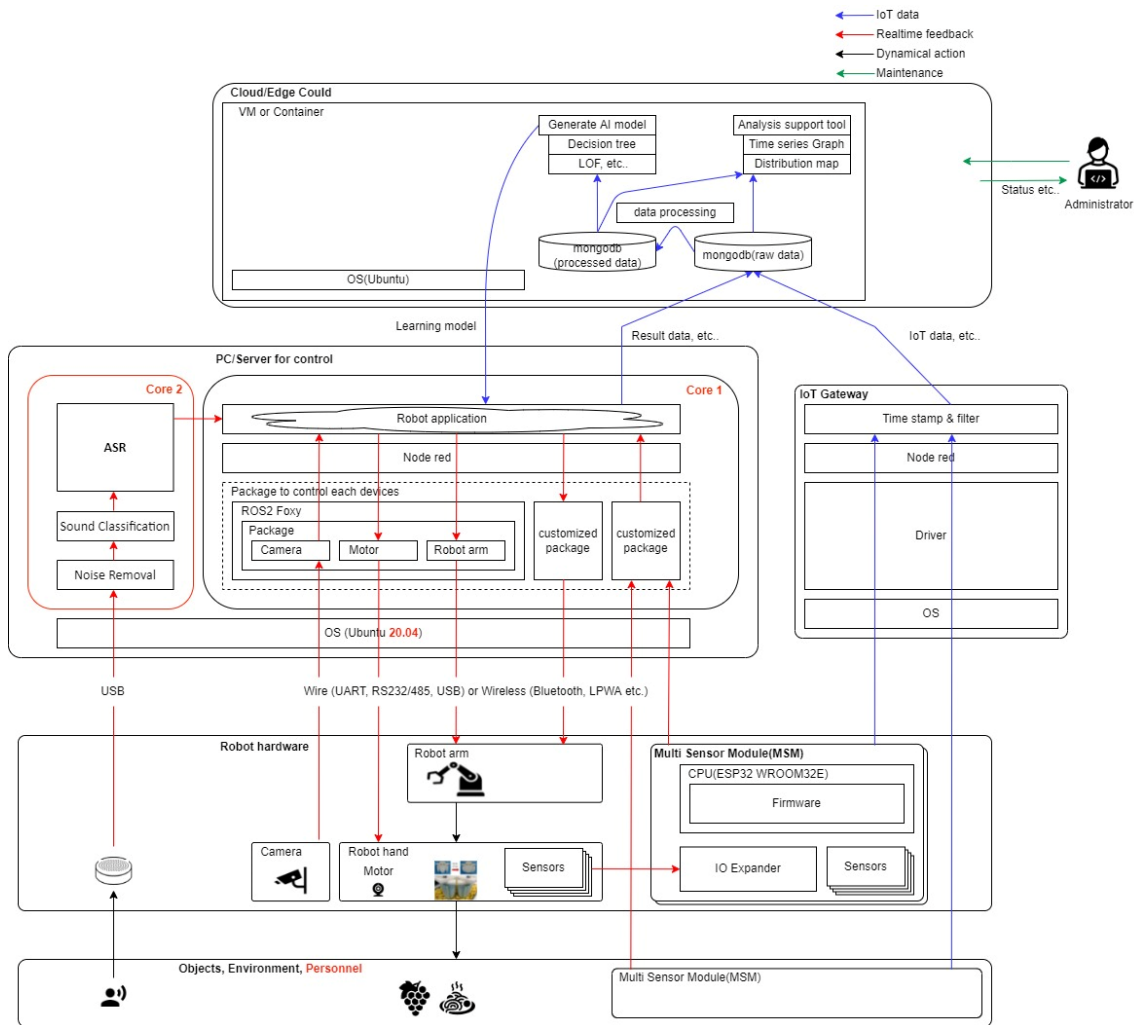 IoT data
Realtime feedback
Dynamical action
Maintenance
Cloud/Edge Could
VM or Container
Generate AI model
Decision tree
LOF, etc..
Analysis support tool
Time series Graph
Distribution map
data processing
mongodb
(processed data)
mongodb(raw data)
OS(Ubuntu)
Status etc..
Administrator
Learning model
Result data, etc..
IoT data, etc..
PC/Server for control
Core 2
Core 1
ASR
Sound Classification
Noise Removal
Robot application
Node red
Package to control each devices
ROS2 Foxy
Package
Camera
Motor
Robot arm
customized
package
customized
package
OS (Ubuntu 20.04)
IoT Gateway
Time stamp & filter
Node red
Driver
OS
USB
Wire (UART, RS232/485, USB) or Wireless (Bluetooth, LPWA etc.)
Robot hardware
Robot arm
Multi Sensor Module(MSM)
CPU(ESP32 WROOM32E)
Firmware
Camera
Robot hand
Motor
Sensors
IO Expander
Sensors
Objects, Environment, Personnel
Multi Sensor Module(MSM)